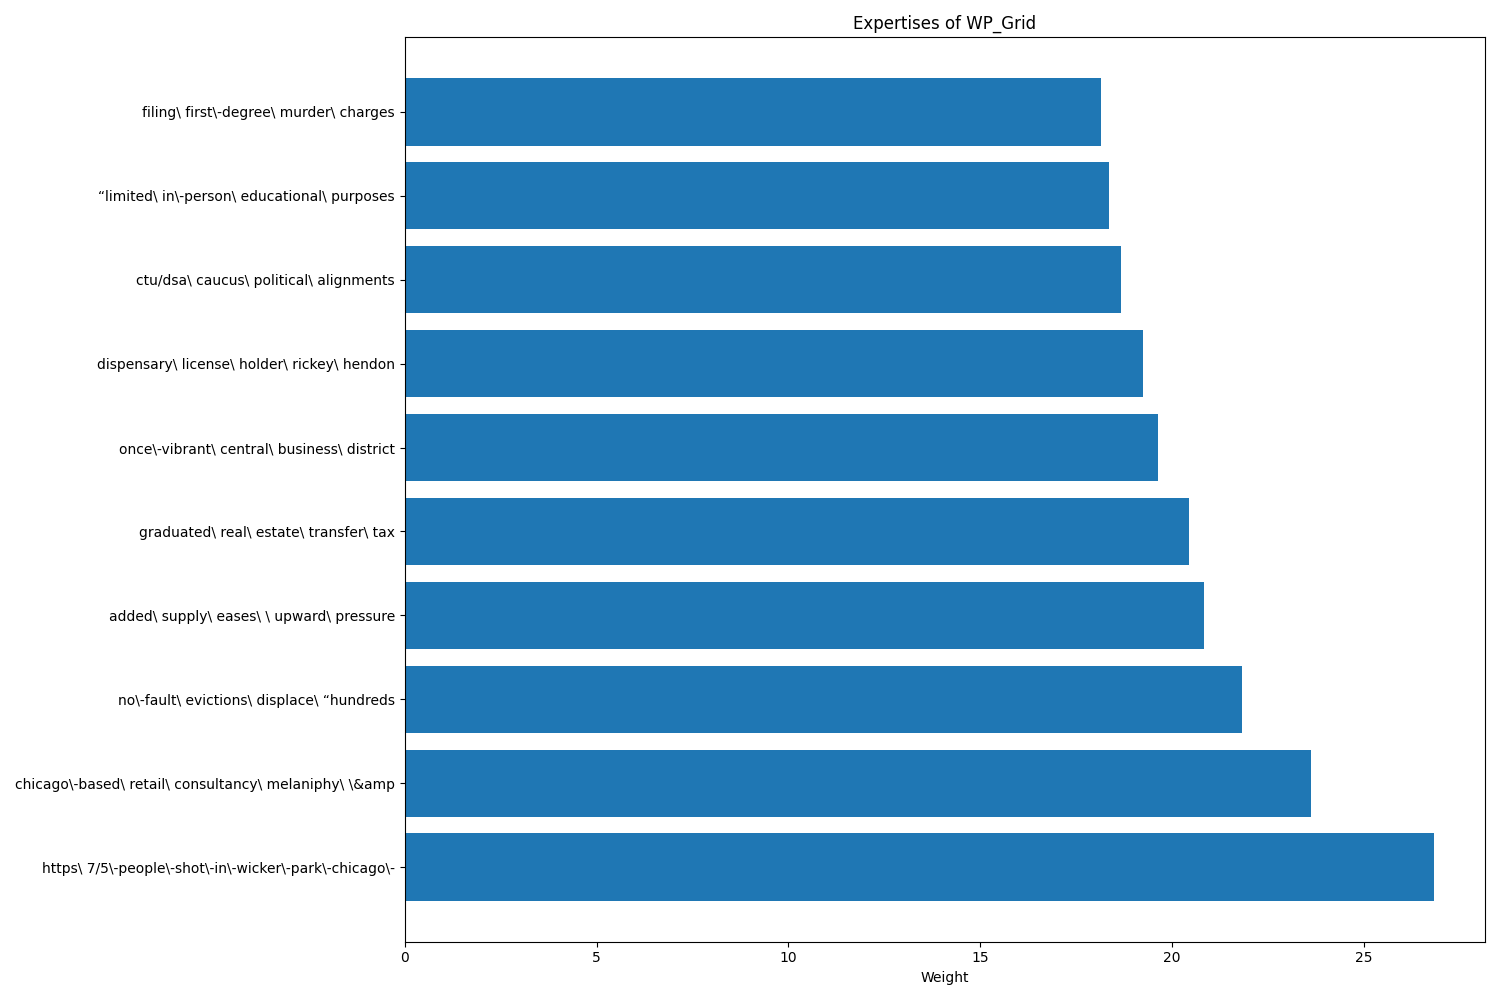 Expertises of WP_Grid
filing\ first\-degree\ murder\ charges
“limited\ in\-person\ educational\ purposes
ctu/dsa\ caucus\ political\ alignments
dispensary\ license\ holder\ rickey\ hendon
once\-vibrant\ central\ business\ district
graduated\ real\ estate\ transfer\ tax
added\ supply\ eases\ \ upward\ pressure
no\-fault\ evictions\ displace\ “hundreds
chicago\-based\ retail\ consultancy\ melaniphy\ \&amp
https\ 7/5\-people\-shot\-in\-wicker\-park\-chicago\-
0 5 10 15 20 25
Weight